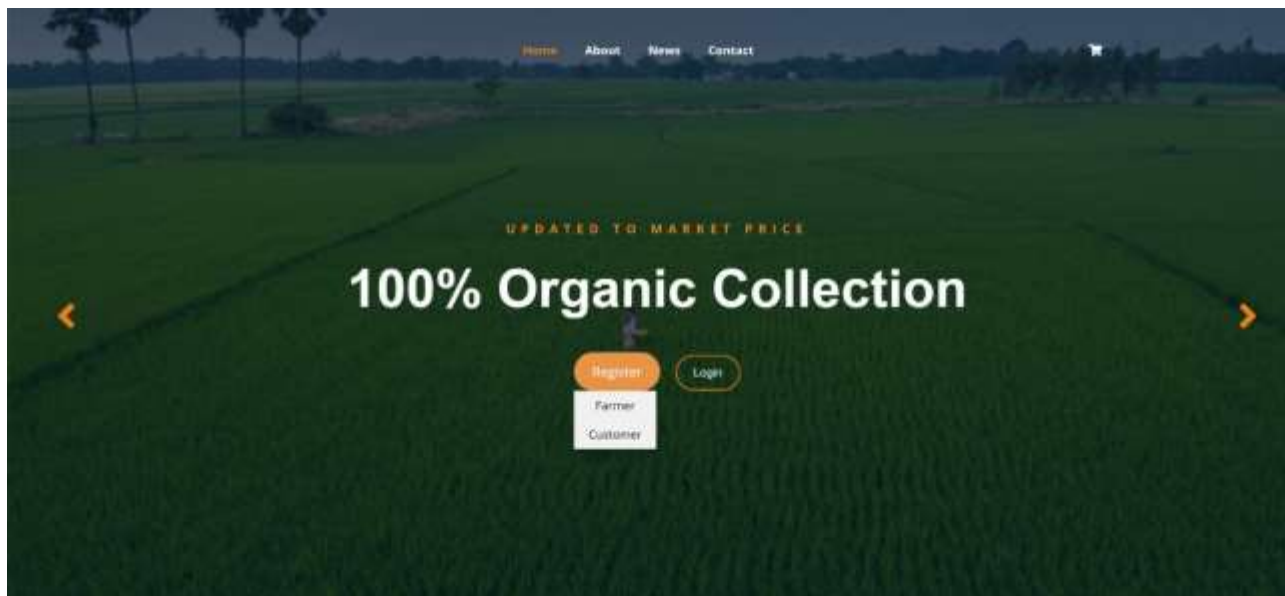 Home About News Contact
UPDATED TO MARKET PRICE
100% Organic Collection
Register Login
Farmer
Customer